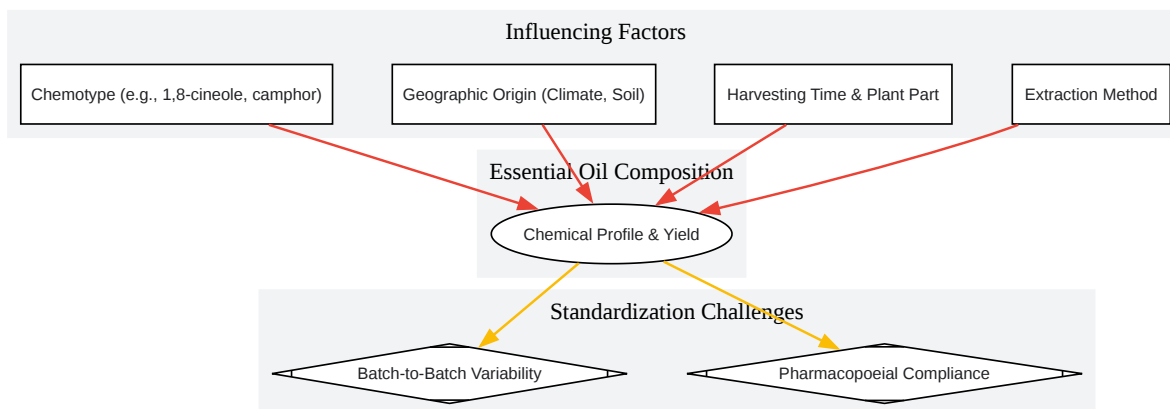 Influencing Factors
Chemotype (e.g., 1,8-cineole, camphor)
Geographic Origin (Climate, Soil)
Harvesting Time & Plant Part
Extraction Method
Essential Oil Composition
Chemical Profile & Yield
Standardization Challenges
Batch-to-Batch Variability
Pharmacopoeial Compliance